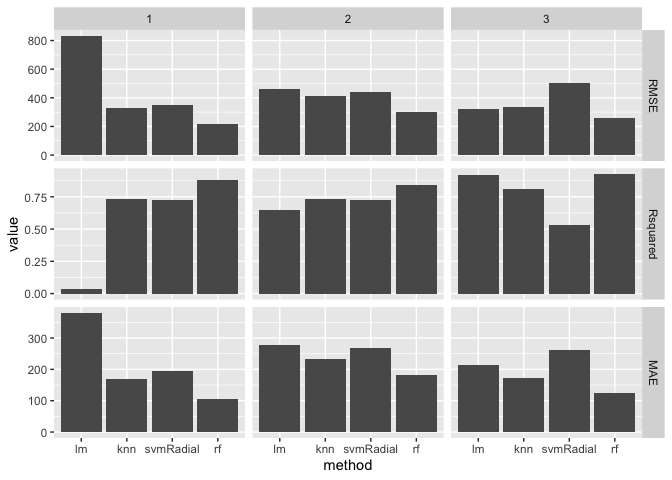 1 2 3
800
600
400
200
0
RMSE
0.75
0.50
0.25
0.00
Rsquared
value
300
200
100
0
MAE
lm knn svmRadial rf lm knn svmRadial rf lm knn svmRadial rf
method